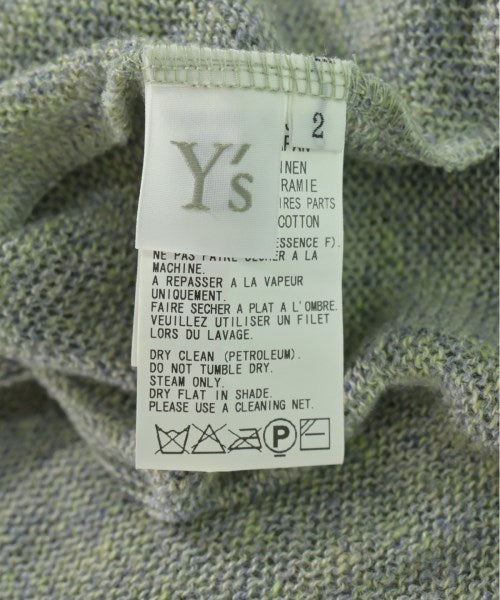 2
Y's
INEN
RAMIE
IRES PARTS
COTTON
ESSENCE F).
NE PAS FAIRE SECHER A LA
MACHINE.
A REPASSER A LA VAPEUR
UNIQUEMENT.
FAIRE SECHER A PLAT A L'OMBRE.
VEUILLEZ UTILISER UN FILET
LORS DU LAVAGE.
DRY CLEAN (PETROLEUM).
DO NOT TUMBLE DRY.
STEAM ONLY.
DRY FLAT IN SHADE.
PLEASE USE A CLEANING NET.
P